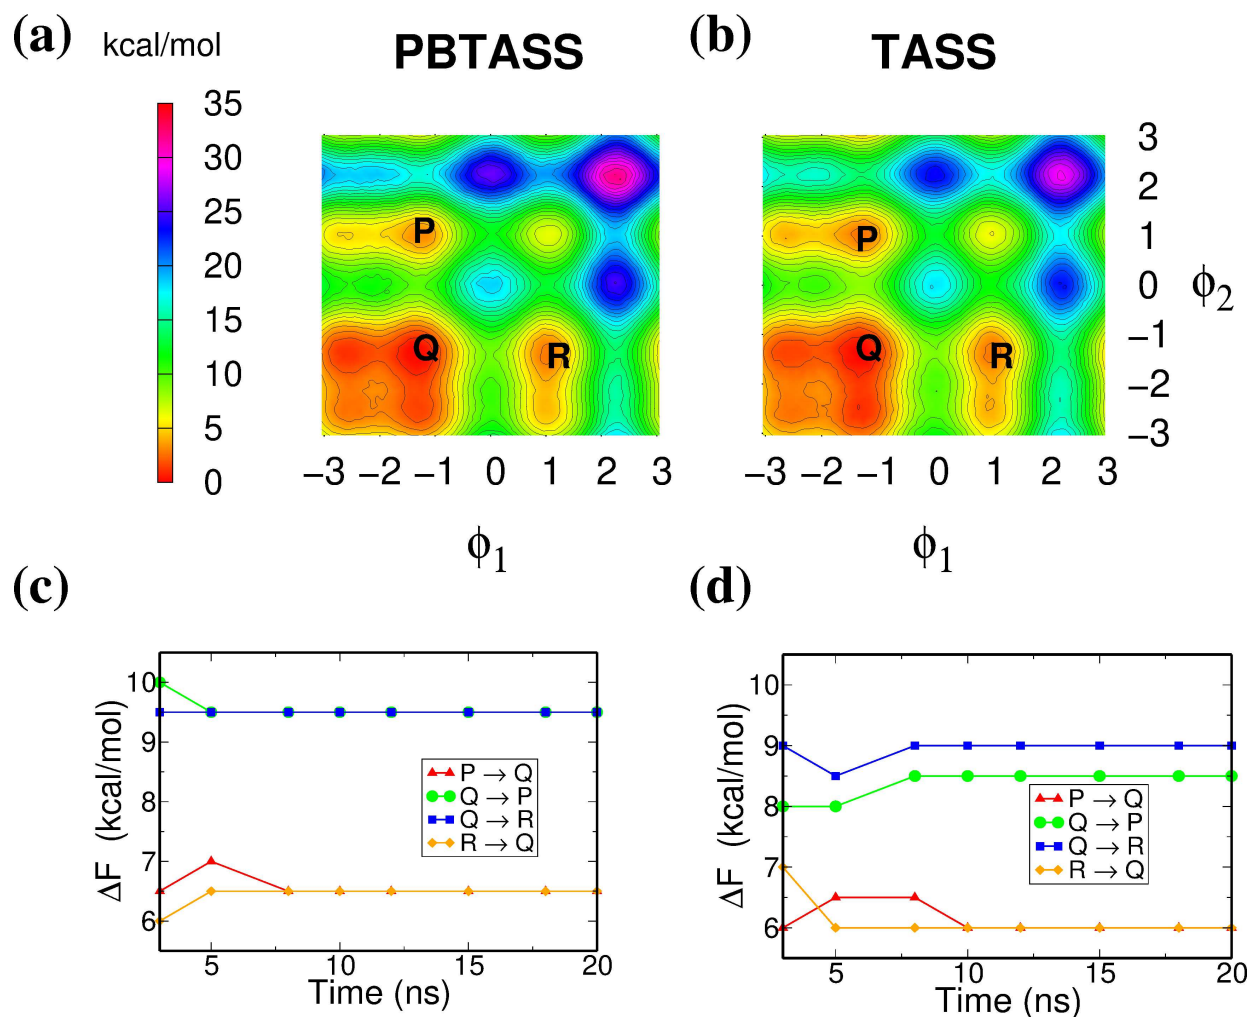 (a)
kcal/mol
PBTASS
(b)
TASS
35
30
25
20
15
10
5
0
P
Q
R
−3 −2 −1 0 1 2 3
ϕ1
P
Q
R
3
2
1
0
−1
−2
−3
ϕ2
−3 −2 −1 0 1 2 3
ϕ1
(c)
10
9
8
7
6
ΔF (kcal/mol)
P → Q
Q → P
Q → R
R → Q
5 10 15 20
Time (ns)
(d)
10
9
8
7
6
ΔF (kcal/mol)
P → Q
Q → P
Q → R
R → Q
5 10 15 20
Time (ns)